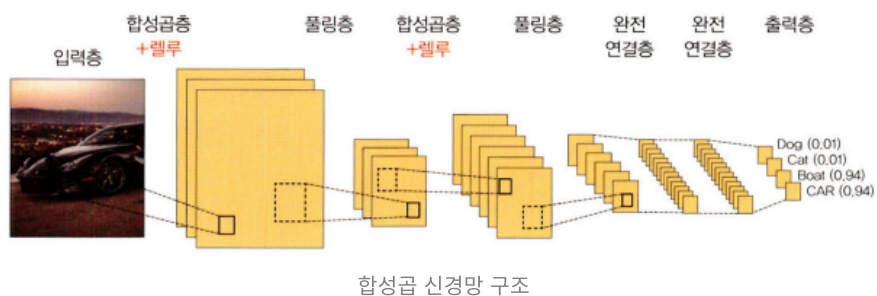 입력층
합성곱층
+렐루
풀링층
합성곱층
+렐루
풀링층
완전
연결층
완전
연결층
출력층
Dog (0.01)
Cat (0.01)
Boat (0.94)
CAR (0.94)
합성곱 신경망 구조